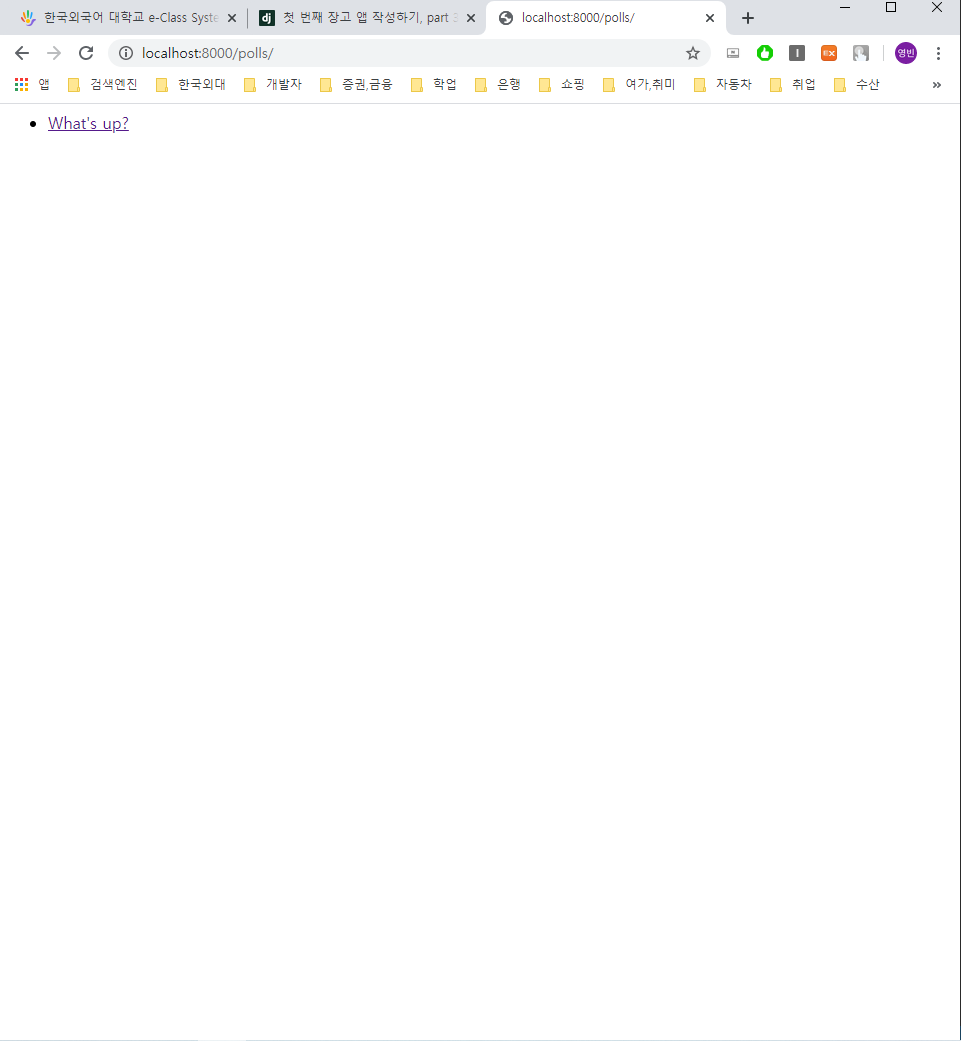 한국외국어 대학교 e-Class Syste
dj 첫 번째 장고 앱 작성하기, part 3
localhost:8000/polls/
localhost:8000/polls/
EX
영빈
앱 검색엔진 한국외대 개발자 증권,금융 학업 은행 쇼핑 여가,취미 자동차 취업 수산 »
What's up?